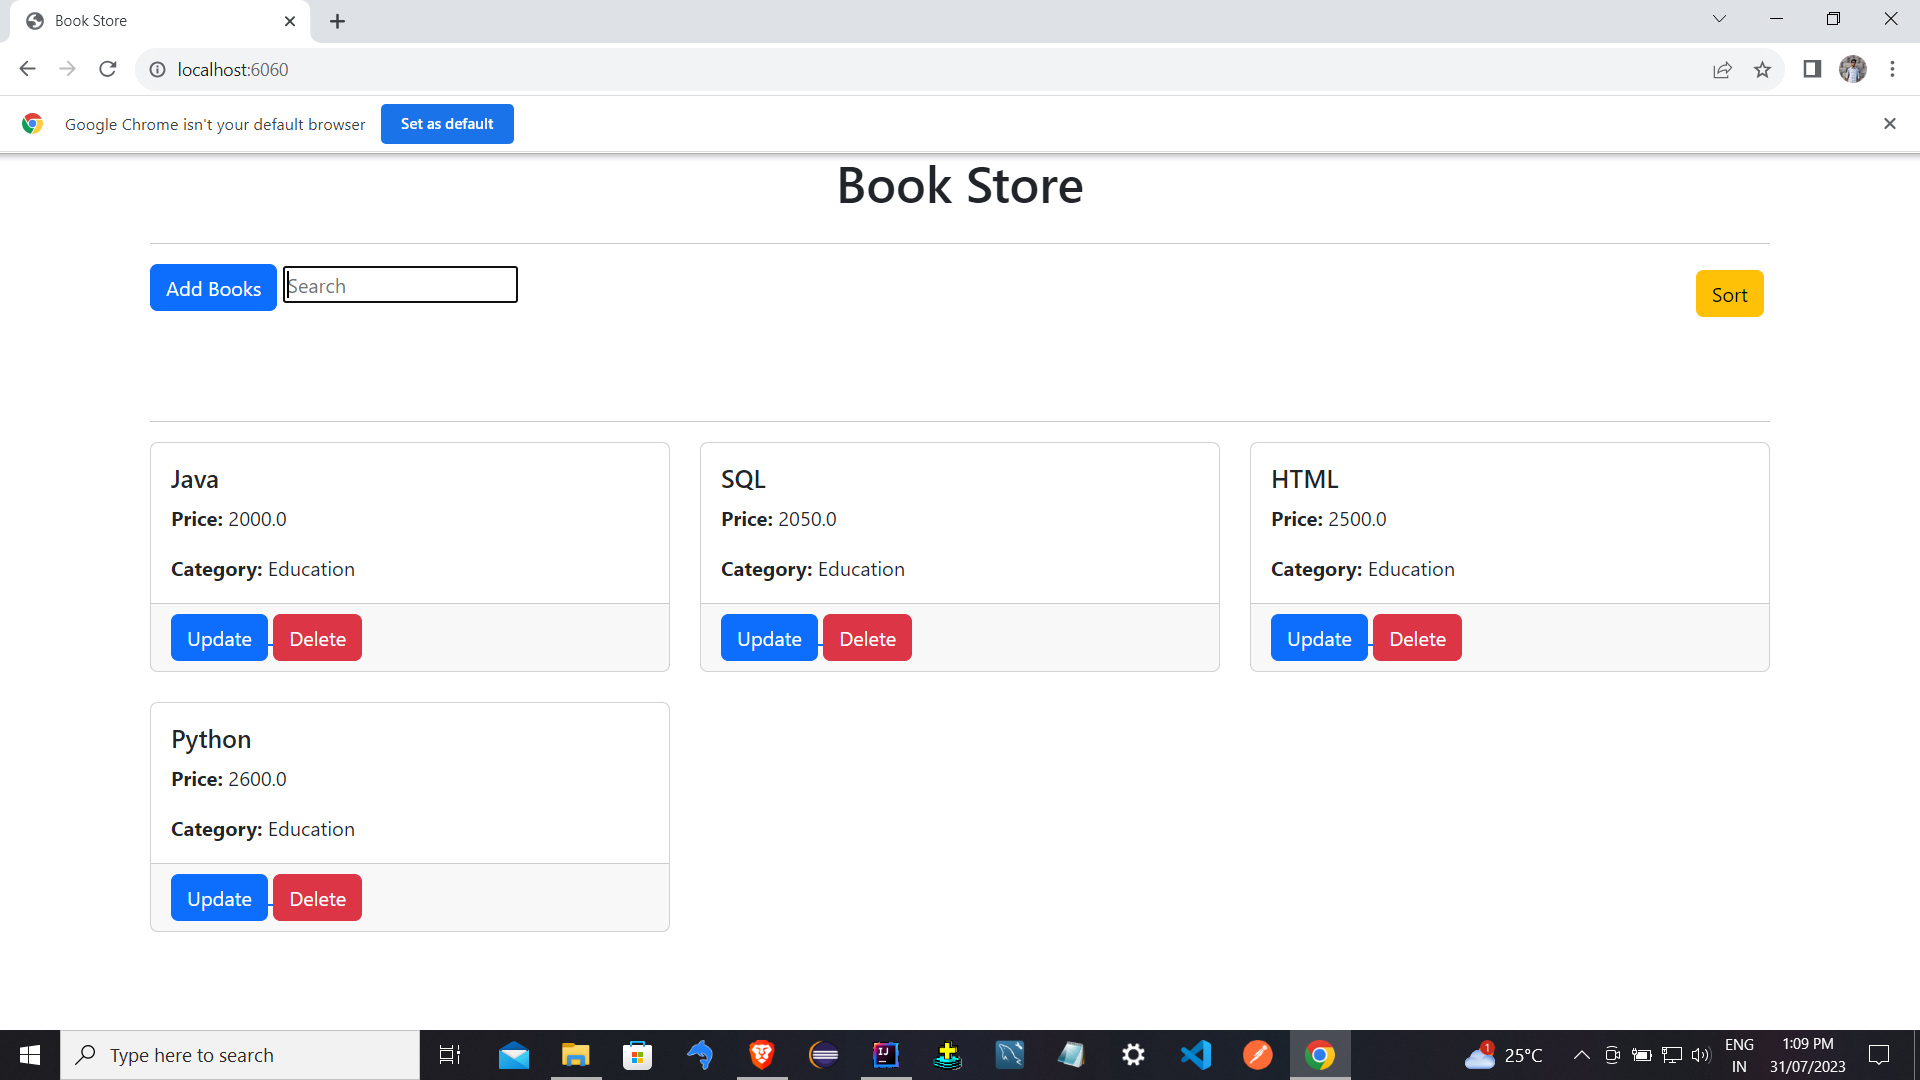 Book Store
localhost:6060
Google Chrome isn't your default browser Set as default
Book Store
Add Books Search Sort
Java
Price: 2000.0
Category: Education
Update Delete
SQL
Price: 2050.0
Category: Education
Update Delete
HTML
Price: 2500.0
Category: Education
Update Delete
Python
Price: 2600.0
Category: Education
Update Delete
Type here to search
IJ
1
25°C
ENG
IN
1:09 PM
31/07/2023